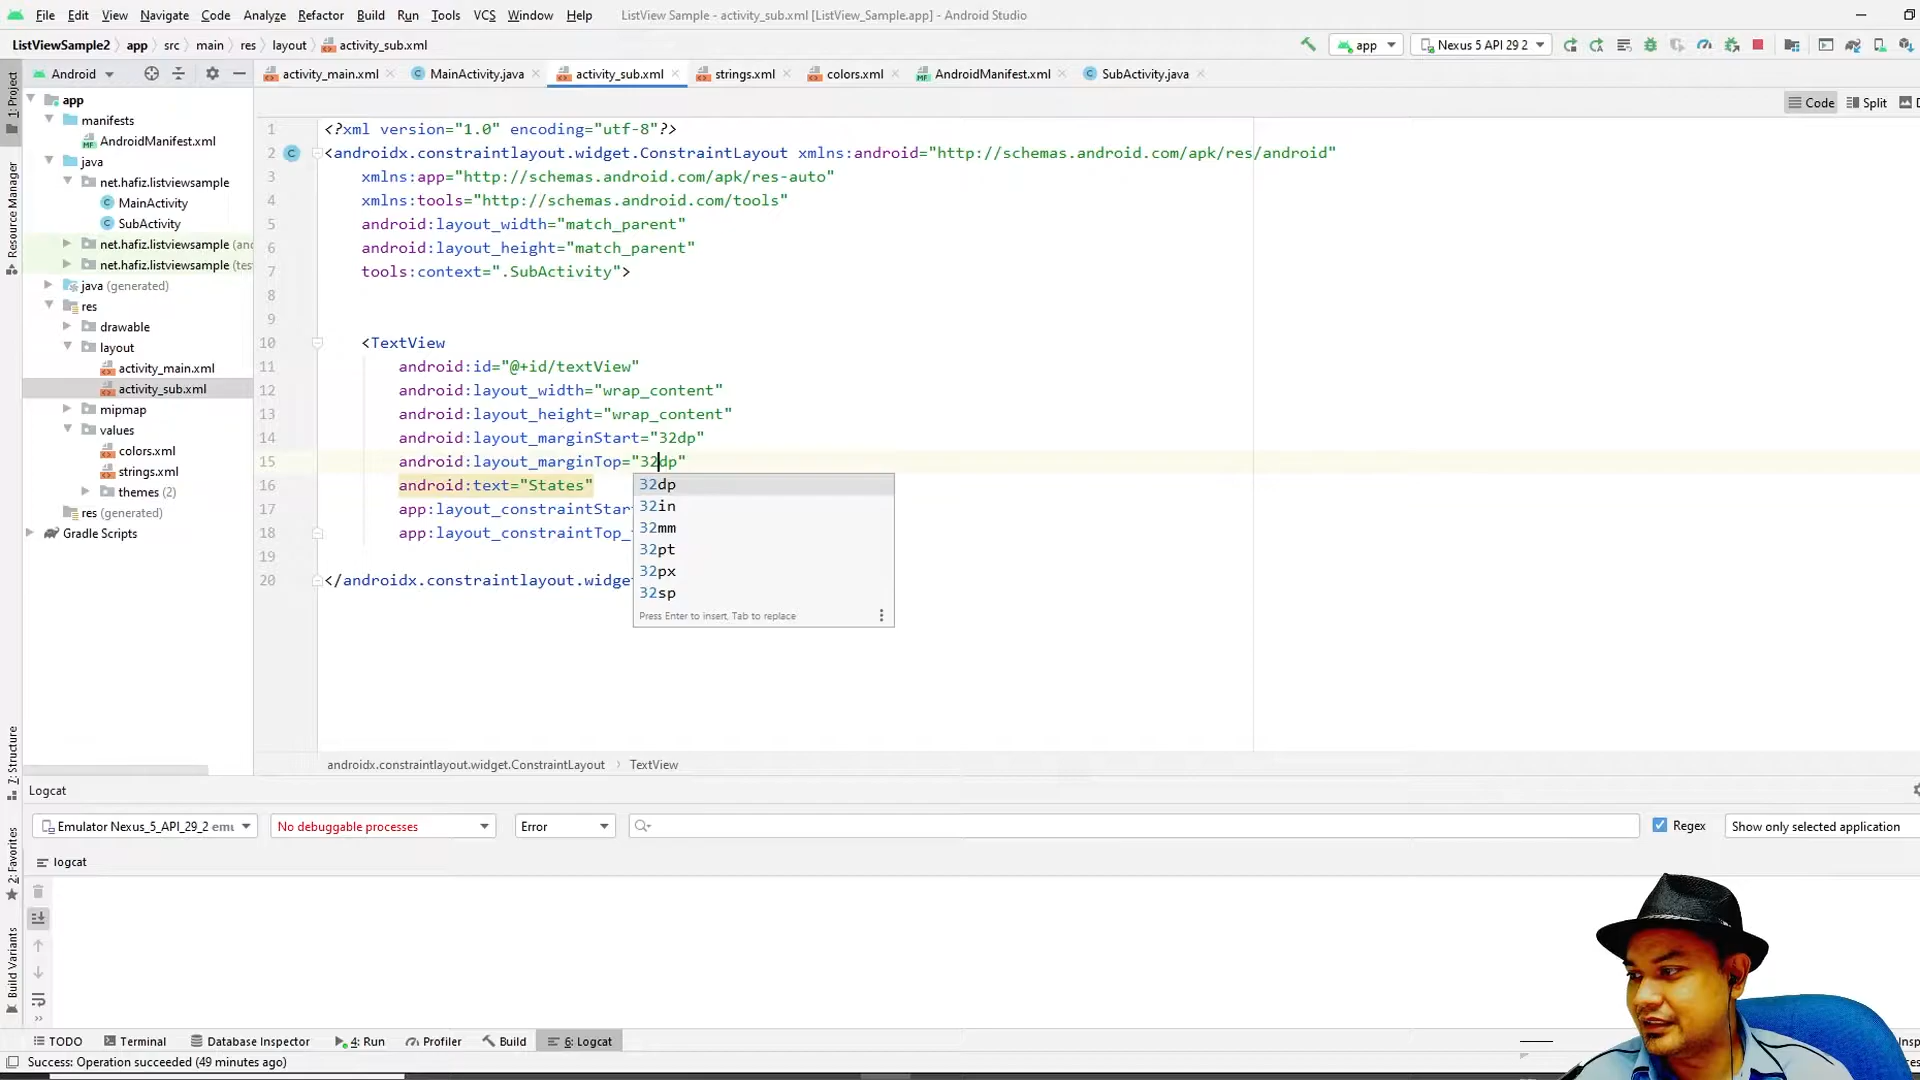 File Edit View Navigate Code Analyze Refactor Build Run Tools VCS Window Help ListView Sample - activity_sub.xml [ListView_Sample.app] - Android Studio
ListViewSample2 app src main res layout activity_sub.xml app Nexus 5 API 29 2
Android activity_main.xml MainActivity.java activity_sub.xml strings.xml colors.xml AndroidManifest.xml SubActivity.java
Code Split
1: Project
Resource Manager
7: Structure
2: Favorites
Build Variants
app
manifests
AndroidManifest.xml
java
net.hafiz.listviewsample
MainActivity
SubActivity
net.hafiz.listviewsample (an
net.hafiz.listviewsample (tes
java (generated)
res
drawable
layout
activity_main.xml
activity_sub.xml
mipmap
values
colors.xml
strings.xml
themes (2)
res (generated)
Gradle Scripts
1 <?xml version="1.0" encoding="utf-8"?>
2 <androidx.constraintlayout.widget.ConstraintLayout xmlns:android="http://schemas.android.com/apk/res/android"
3 xmlns:app="http://schemas.android.com/apk/res-auto"
4 xmlns:tools="http://schemas.android.com/tools"
5 android:layout_width="match_parent"
6 android:layout_height="match_parent"
7 tools:context=".SubActivity">
8
9
10 <TextView
11 android:id="@+id/textView"
12 android:layout_width="wrap_content"
13 android:layout_height="wrap_content"
14 android:layout_marginStart="32dp"
15 android:layout_marginTop="32dp"
16 android:text="States"
17 app:layout_constraintStar
18 app:layout_constraintTop_
19
20 </androidx.constraintlayout.widge
32dp
32in
32mm
32pt
32px
32sp
Press Enter to insert, Tab to replace
androidx.constraintlayout.widget.ConstraintLayout TextView
Logcat
Emulator Nexus_5_API_29_2 emu No debuggable processes Error Regex Show only selected application
logcat
TODO Terminal Database Inspector 4: Run Profiler Build 6: Logcat
Success: Operation succeeded (49 minutes ago)